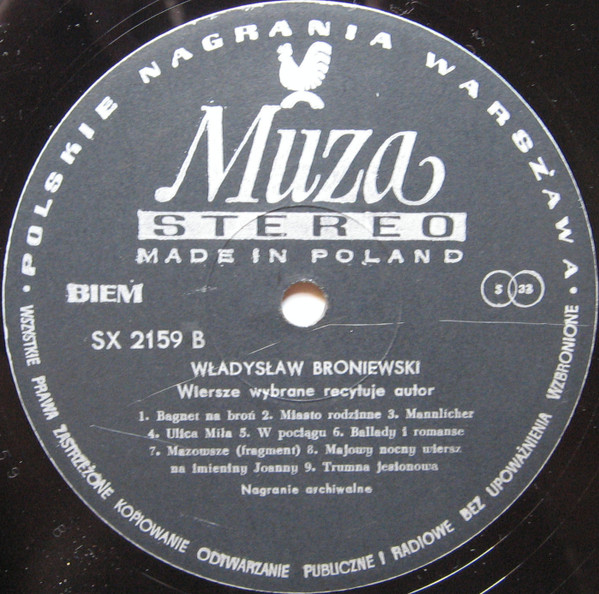 • POLSKIE NAGRANIA WARSZAWA •
Muza
STEREO
MADE IN POLAND
BIEM
S 33
SX 2159 B
WŁADYSŁAW BRONIEWSKI
Wiersze wybrane recytuje autor
1. Bagnet na broń 2. Miasto rodzinne 3. Mannlicher
4. Ulica Miła 5. W pociągu 6. Ballady i romanse
7. Mazowsze (fragment) 8. Majowy nocny wiersz
na imieniny Joanny 9. Trumna jesionowa
Nagranie archiwalne
WSZYSTKIE PRAWA ZASTRZEŻONE KOPIOWANIE ODTWARZANIE PUBLICZNE I RADIOWE BEZ UPOWAŻNIENIA WZBRONIONE